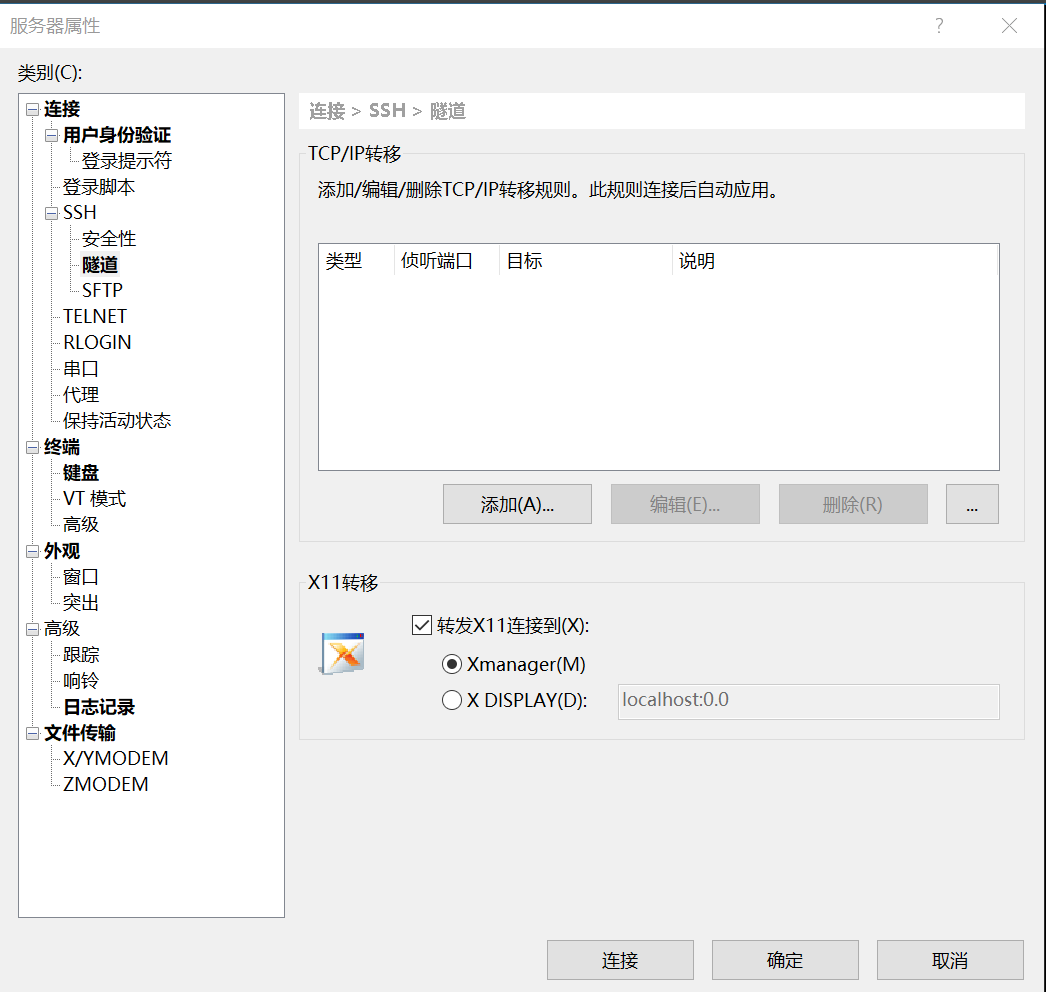 服务器属性
?
类别(C):
连接
用户身份验证
登录提示符
登录脚本
SSH
安全性
隧道
SFTP
TELNET
RLOGIN
串口
代理
保持活动状态
终端
键盘
VT 模式
高级
外观
窗口
突出
高级
跟踪
响铃
日志记录
文件传输
X/YMODEM
ZMODEM
连接 > SSH > 隧道
TCP/IP转移
添加/编辑/删除TCP/IP转移规则。此规则连接后自动应用。
类型 侦听端口 目标 说明
添加(A)... 编辑(E)... 删除(R) ...
X11转移
转发X11连接到(X):
Xmanager(M)
X DISPLAY(D): localhost:0.0
连接 确定 取消